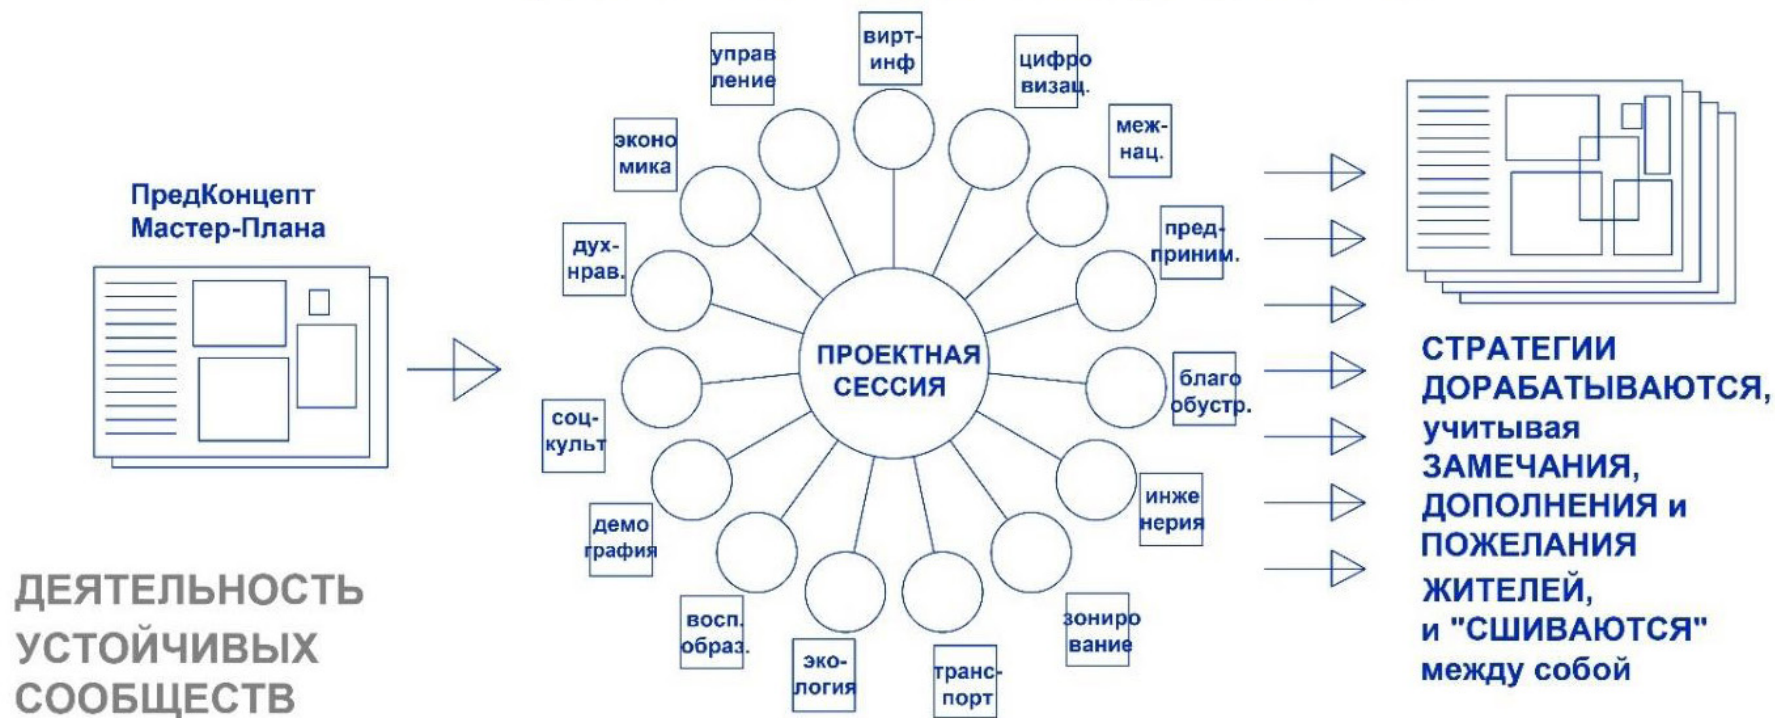 ПредКонцепт
Мастер-Плана
ДЕЯТЕЛЬНОСТЬ
УСТОЙЧИВЫХ
СООБЩЕСТВ
вирт-
инф
цифро
визац.
меж-
нац.
пред-
приним.
благо
обустр.
инже
нерия
зониро
вание
транс-
порт
эко-
логия
восп.
образ.
демо
графия
соц-
культ
дух-
нрав.
эконо
мика
управ
ление
ПРОЕКТНАЯ
СЕССИЯ
СТРАТЕГИИ
ДОРАБАТЫВАЮТСЯ,
учитывая
ЗАМЕЧАНИЯ,
ДОПОЛНЕНИЯ и
ПОЖЕЛАНИЯ
ЖИТЕЛЕЙ,
и "СШИВАЮТСЯ"
между собой